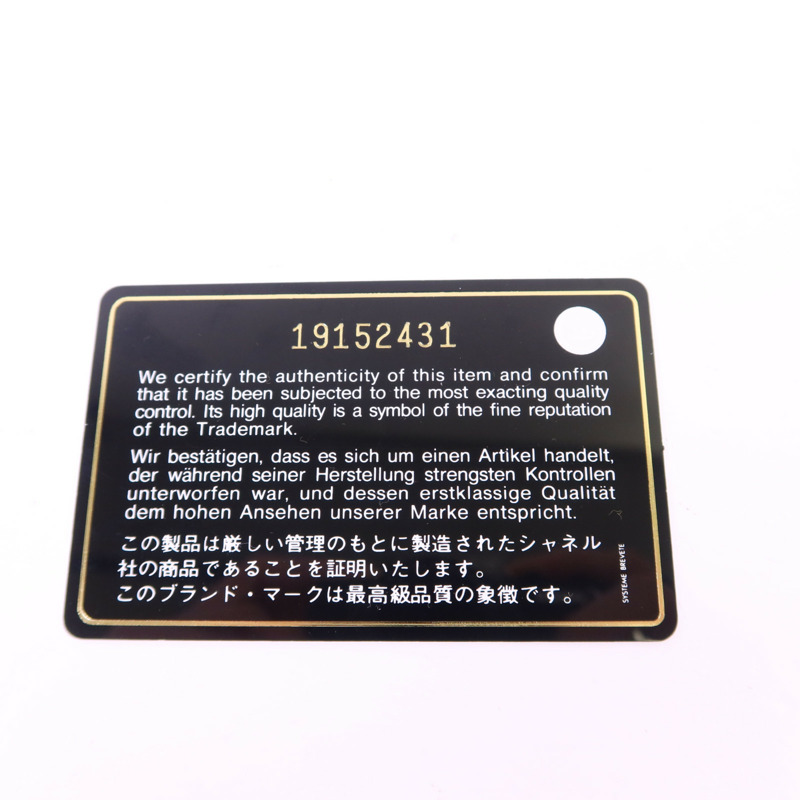 19152431
We certify the authenticity of this item and confirm
that it has been subjected to the most exacting quality
control. Its high quality is a symbol of the fine reputation
of the Trademark.
Wir bestätigen, dass es sich um einen Artikel handelt,
der während seiner Herstellung strengsten Kontrollen
unterworfen war, und dessen erstklassige Qualität
dem hohen Ansehen unserer Marke entspricht.
この製品は厳しい管理のもとに製造されたシャネル
社の商品であることを証明いたします。
このブランド・マークは最高級品質の象徴です。
SYSTEME BREVETE